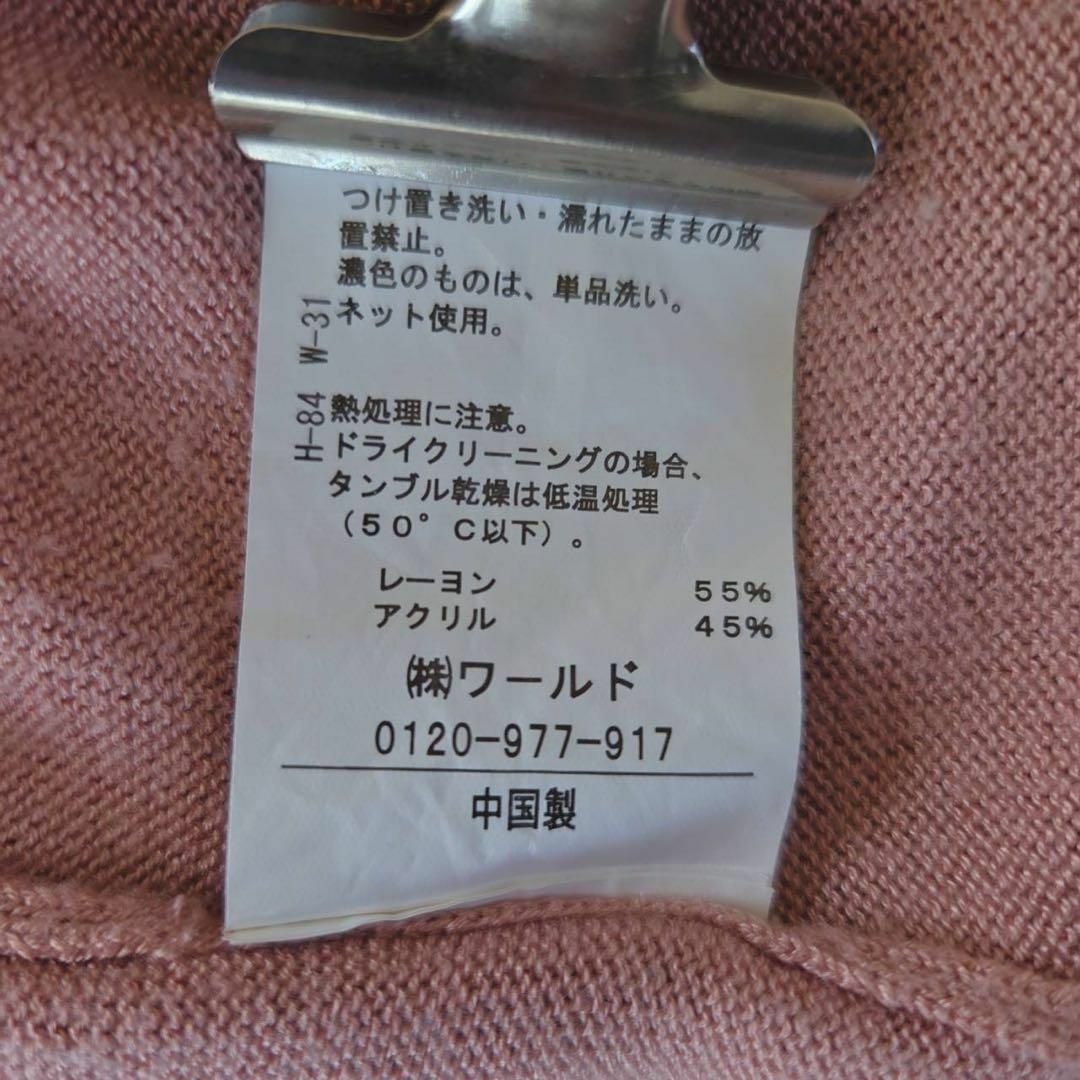 つけ置き洗い・濡れたままの放
置禁止。
濃色のものは、単品洗い。
ネット使用。
熱処理に注意。
ドライクリーニングの場合、
タンブル乾燥は低温処理
（５０°Ｃ以下）。
レーヨン ５５％
アクリル ４５％
㈱ワールド
0120-977-917
中国製
H-84 W-31